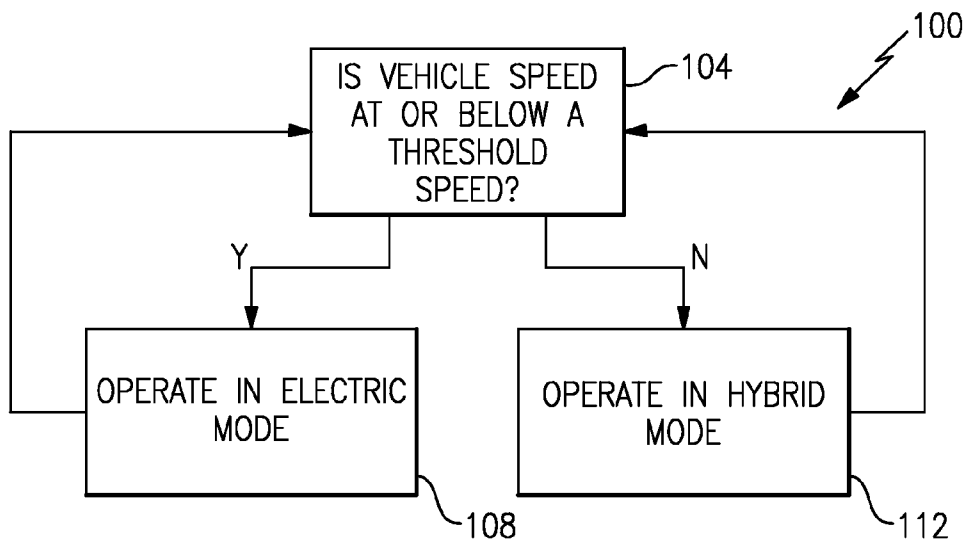 100
IS VEHICLE SPEED
AT OR BELOW A
THRESHOLD
SPEED?
104
Y
N
OPERATE IN ELECTRIC
MODE
OPERATE IN HYBRID
MODE
108
112